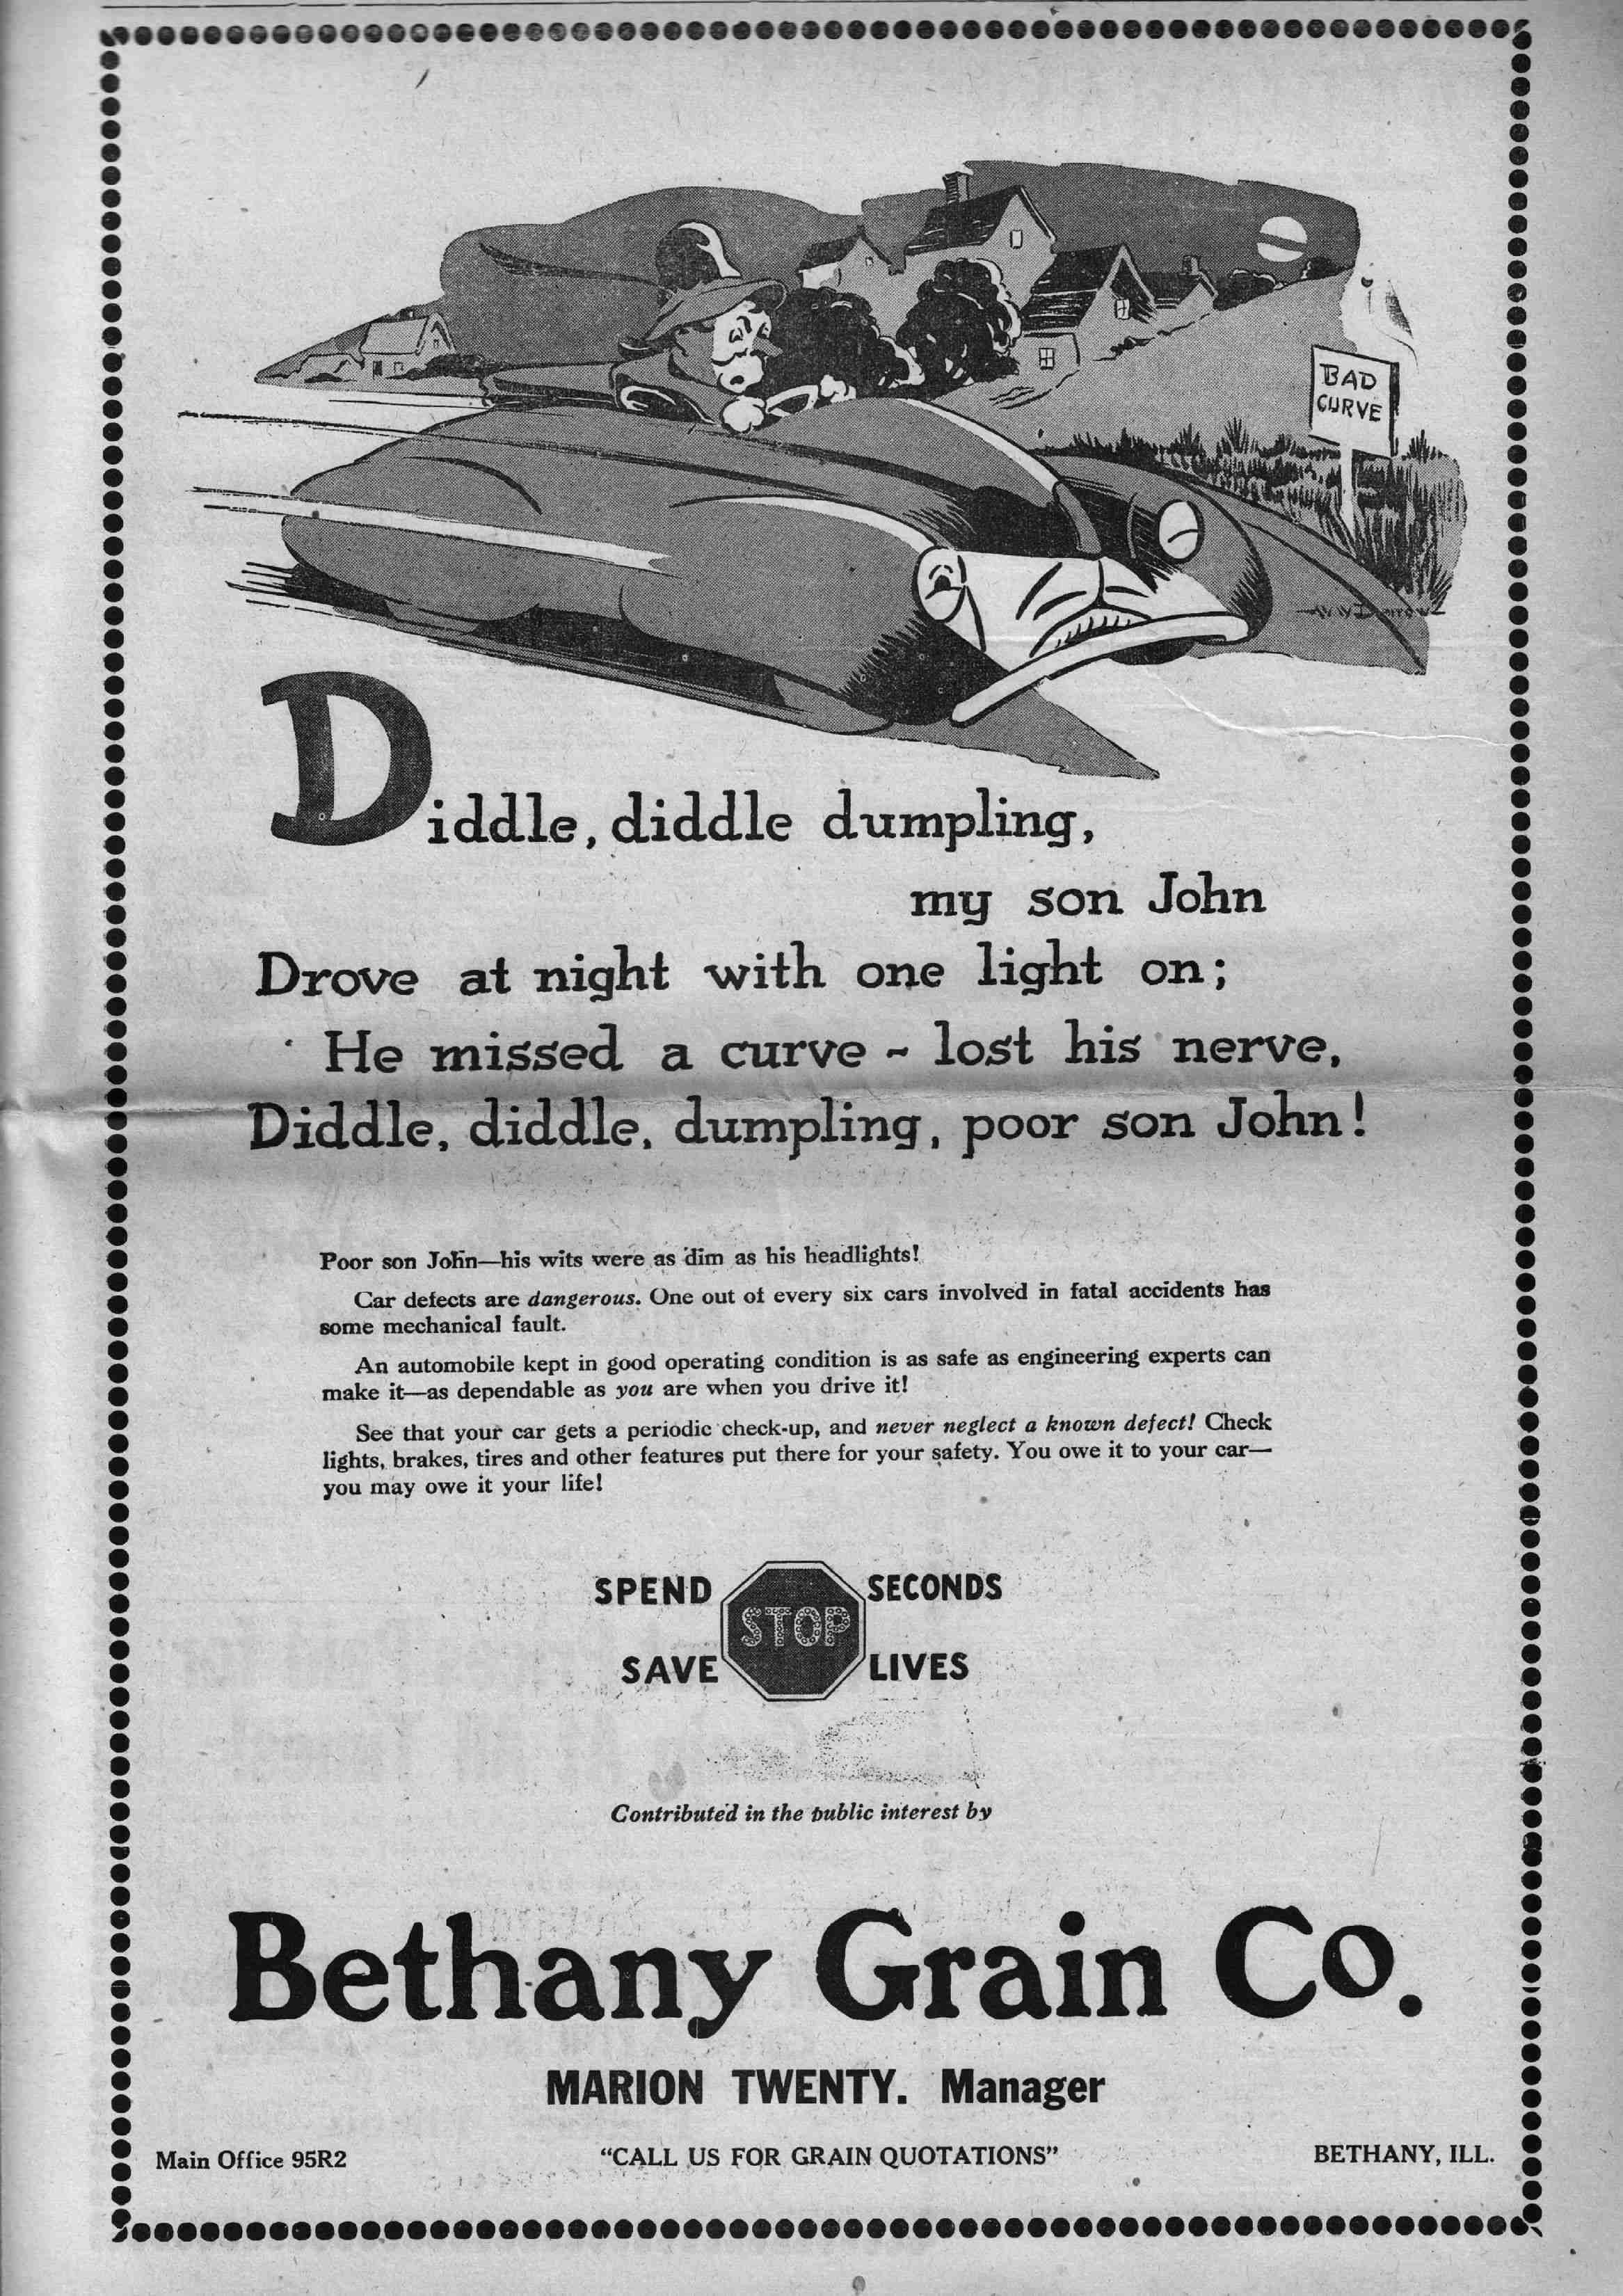 BAD
CURVE
Diddle, diddle dumpling,
my son John
Drove at night with one light on;
He missed a curve ~ lost his nerve,
Diddle, diddle, dumpling, poor son John!
Poor son John—his wits were as dim as his headlights!
Car defects are dangerous. One out of every six cars involved in fatal accidents has
some mechanical fault.
An automobile kept in good operating condition is as safe as engineering experts can
make it—as dependable as you are when you drive it!
See that your car gets a periodic check-up, and never neglect a known defect! Check
lights, brakes, tires and other features put there for your safety. You owe it to your car—
you may owe it your life!
SPEND STOP SECONDS
SAVE LIVES
Contributed in the public interest by
Bethany Grain Co.
MARION TWENTY. Manager
Main Office 95R2 "CALL US FOR GRAIN QUOTATIONS" BETHANY, ILL.